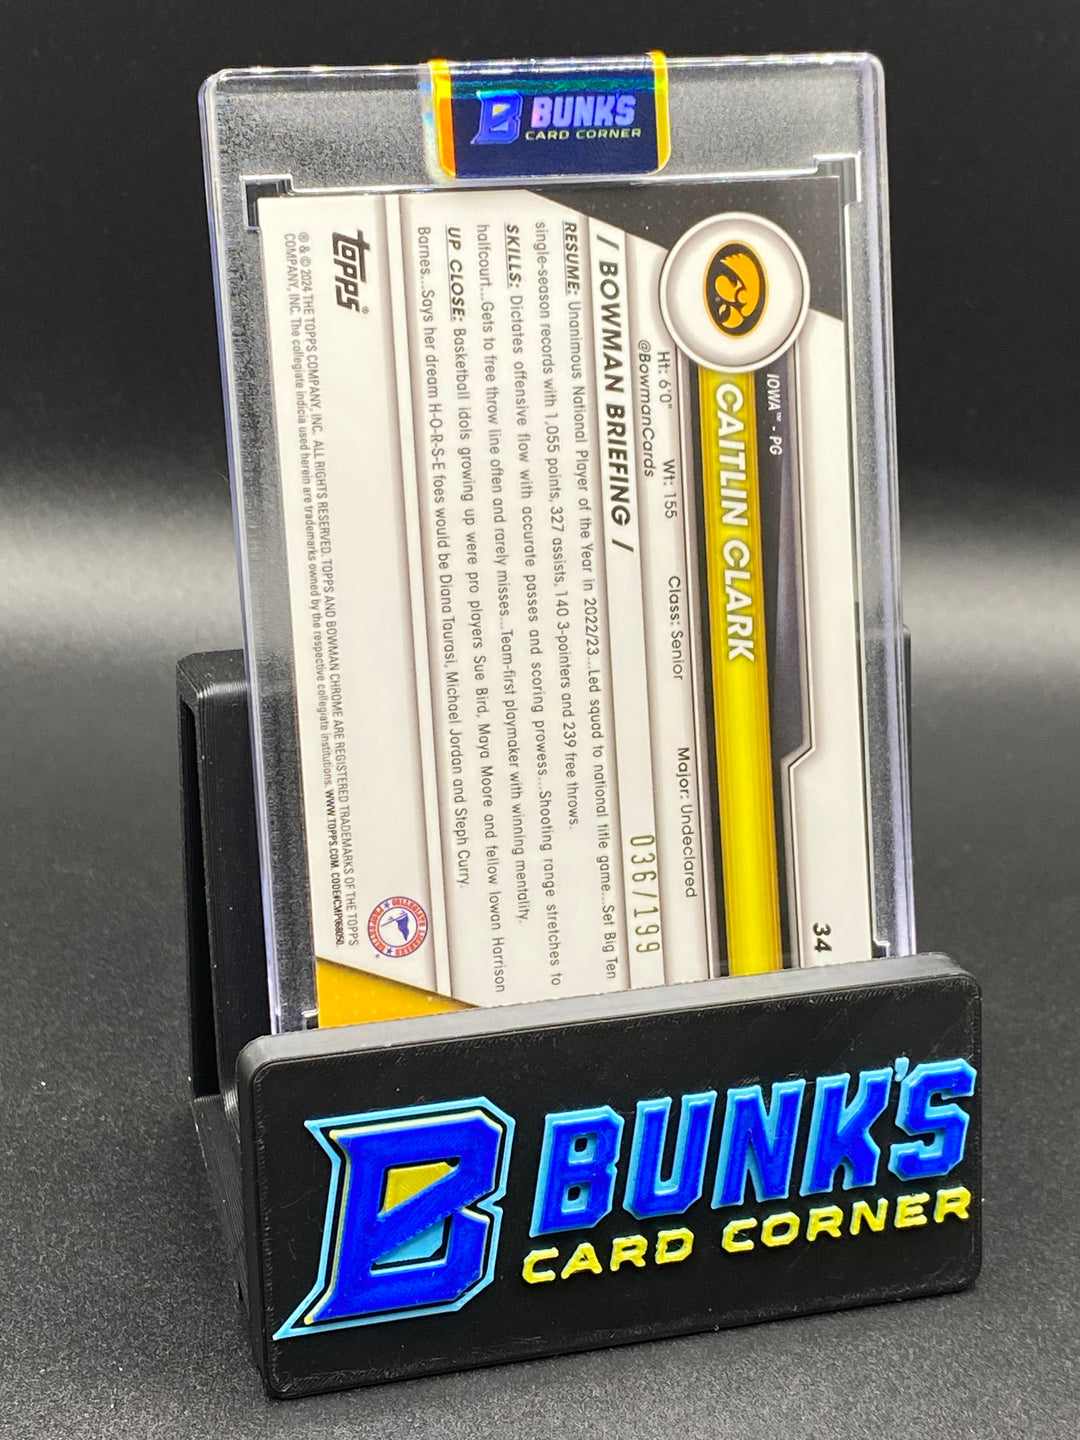 BUNK'S
CARD CORNER
34
IOWA™ - PG
CAITLIN CLARK
Ht: 6'0" Wt: 155 Class: Senior Major: Undeclared
@BowmanCards
036/199
/ BOWMAN BRIEFING /
RESUME: Unanimous National Player of the Year in 2022/23...Led squad to national title game...Set Big Ten
single-season records with 1,055 points, 327 assists, 140 3-pointers and 239 free throws.
SKILLS: Dictates offensive flow with accurate passes and scoring prowess...Shooting range stretches to
halfcourt...Gets to free throw line often and rarely misses...Team-first playmaker with winning mentality.
UP CLOSE: Basketball idols growing up were pro players Sue Bird, Maya Moore and fellow Iowan Harrison
Barnes...Says her dream H-O-R-S-E foes would be Diana Taurasi, Michael Jordan and Steph Curry.
topps®
® & © 2024 THE TOPPS COMPANY, INC. ALL RIGHTS RESERVED. TOPPS AND BOWMAN CHROME ARE REGISTERED TRADEMARKS OF THE TOPPS
COMPANY, INC. The collegiate indicia used herein are trademarks owned by the respective collegiate institutions. WWW.TOPPS.COM. CODE#CMP068050
BUNK'S
CARD CORNER